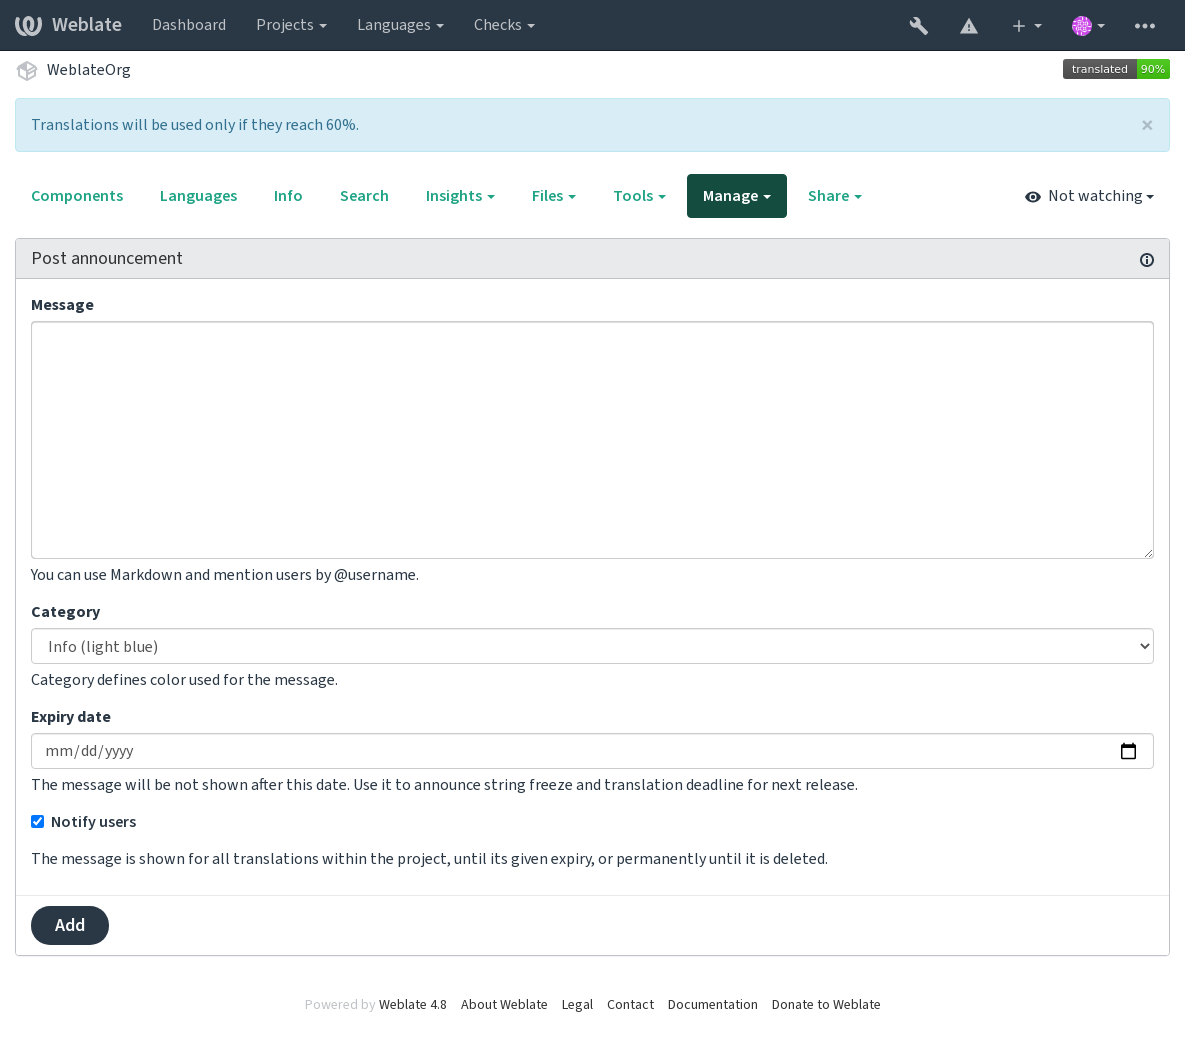 Weblate Dashboard Projects Languages Checks
WeblateOrg
translated 90%
Translations will be used only if they reach 60%.
×
Components Languages Info Search Insights Files Tools Manage Share Not watching
Post announcement
Message
You can use Markdown and mention users by @username.
Category
Info (light blue)
Category defines color used for the message.
Expiry date
mm/dd/yyyy
The message will be not shown after this date. Use it to announce string freeze and translation deadline for next release.
Notify users
The message is shown for all translations within the project, until its given expiry, or permanently until it is deleted.
Add
Powered by Weblate 4.8 About Weblate Legal Contact Documentation Donate to Weblate